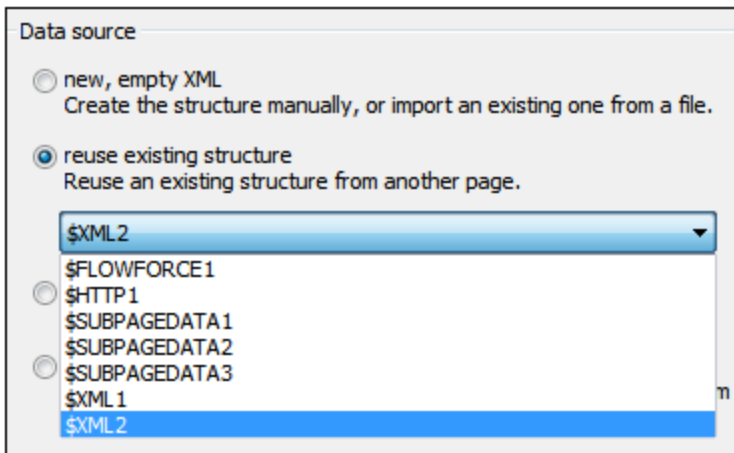 Data source
new, empty XML
Create the structure manually, or import an existing one from a file.
reuse existing structure
Reuse an existing structure from another page.
$XML2
$FLOWFORCE1
$HTTP1
$SUBPAGEDATA1
$SUBPAGEDATA2
$SUBPAGEDATA3
$XML1
$XML2